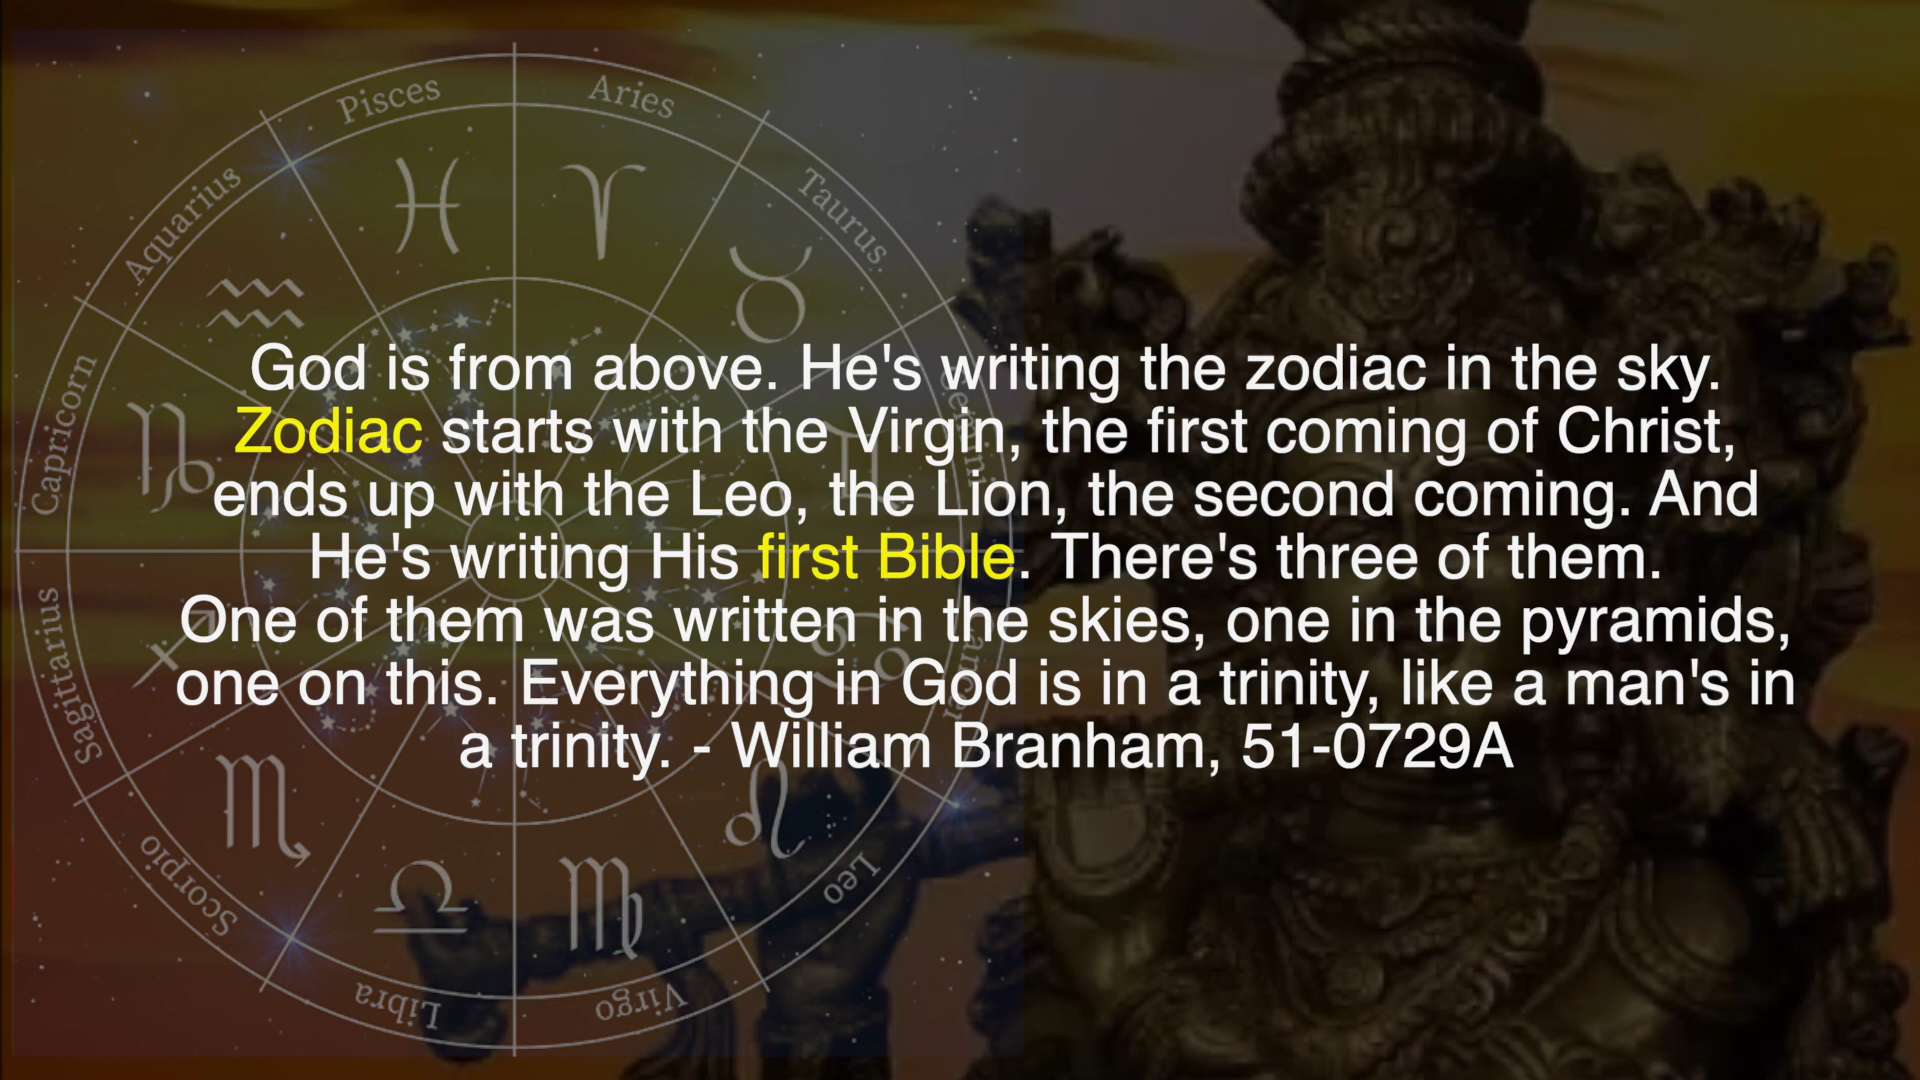 God is from above. He's writing the zodiac in the sky.
Zodiac starts with the Virgin, the first coming of Christ,
ends up with the Leo, the Lion, the second coming. And
He's writing His first Bible. There's three of them.
One of them was written in the skies, one in the pyramids,
one on this. Everything in God is in a trinity, like a man's in
a trinity. - William Branham, 51-0729A
Pisces
Aries
Taurus
Leo
Virgo
Libra
Scorpio
Sagittarius
Capricorn
Aquarius